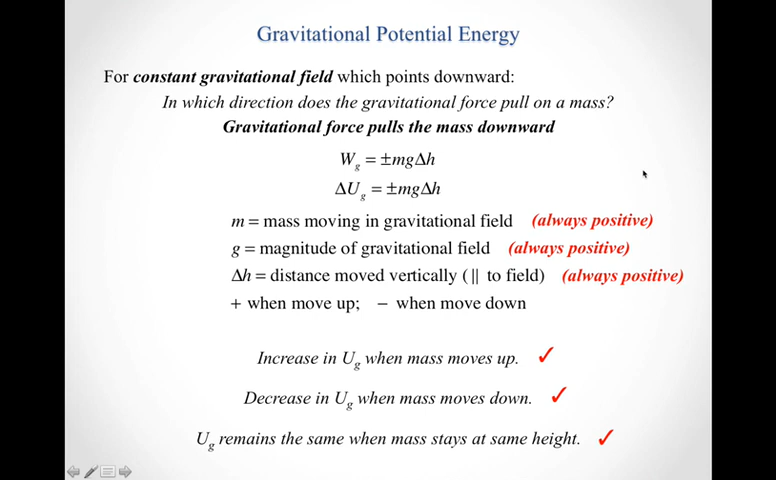 Gravitational Potential Energy
For constant gravitational field which points downward:
In which direction does the gravitational force pull on a mass?
Gravitational force pulls the mass downward
W_g = ±mgΔh
ΔU_g = ±mgΔh
m = mass moving in gravitational field (always positive)
g = magnitude of gravitational field (always positive)
Δh = distance moved vertically ( || to field) (always positive)
+ when move up; − when move down
Increase in U_g when mass moves up. ✓
Decrease in U_g when mass moves down. ✓
U_g remains the same when mass stays at same height. ✓